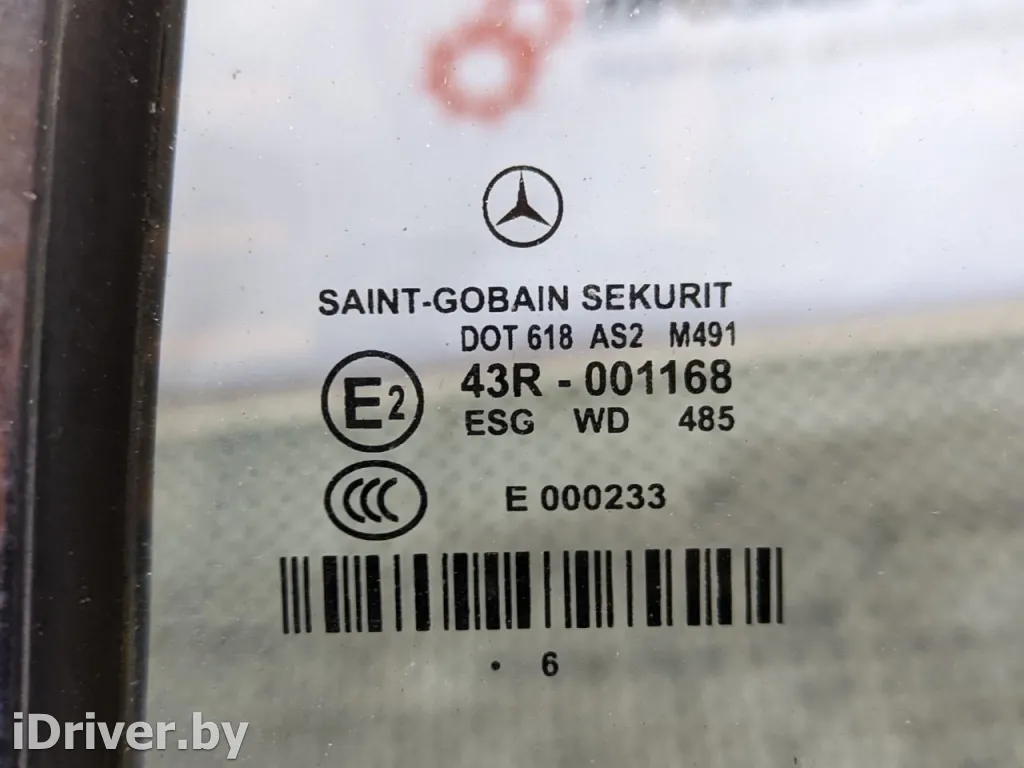 SAINT-GOBAIN SEKURIT
DOT 618 AS2 M491
E2
43R - 001168
ESG WD 485
CCC
E 000233
• 6
iDriver.by